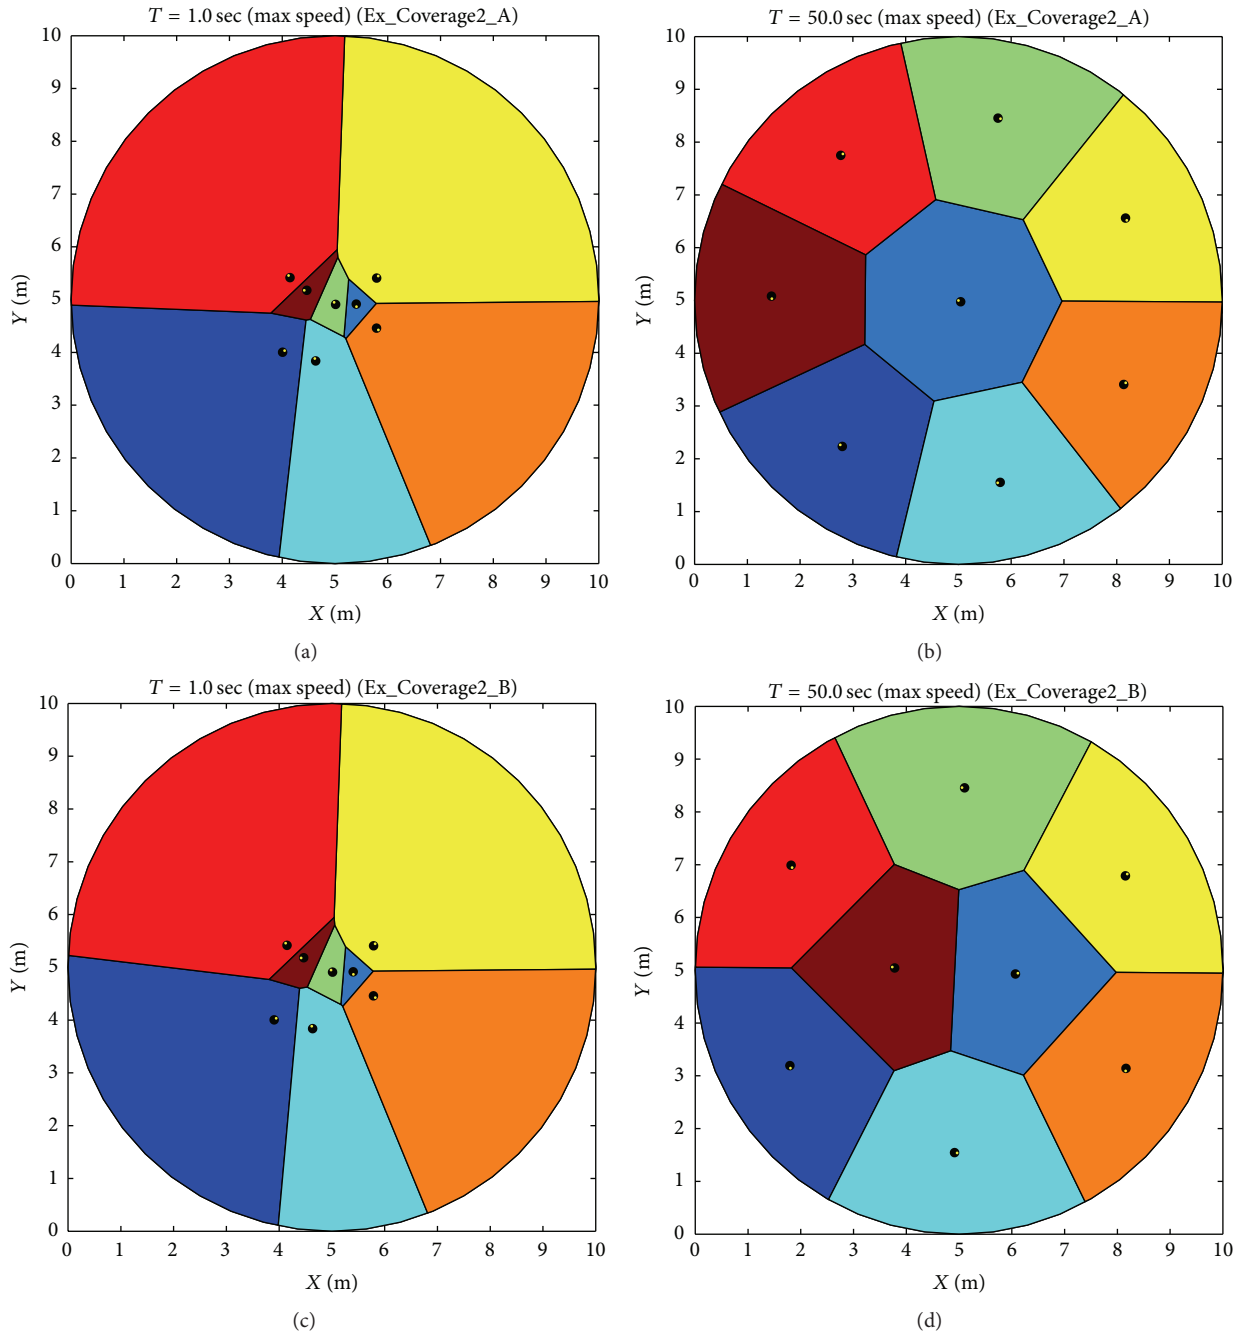 T = 1.0 sec (max speed) (Ex_Coverage2_A)
10
9
8
7
6
5
4
3
2
1
0
Y (m)
0 1 2 3 4 5 6 7 8 9 10
X (m)
(a)
T = 50.0 sec (max speed) (Ex_Coverage2_A)
10
9
8
7
6
5
4
3
2
1
0
Y (m)
0 1 2 3 4 5 6 7 8 9 10
X (m)
(b)
T = 1.0 sec (max speed) (Ex_Coverage2_B)
10
9
8
7
6
5
4
3
2
1
0
Y (m)
0 1 2 3 4 5 6 7 8 9 10
X (m)
(c)
T = 50.0 sec (max speed) (Ex_Coverage2_B)
10
9
8
7
6
5
4
3
2
1
0
Y (m)
0 1 2 3 4 5 6 7 8 9 10
X (m)
(d)